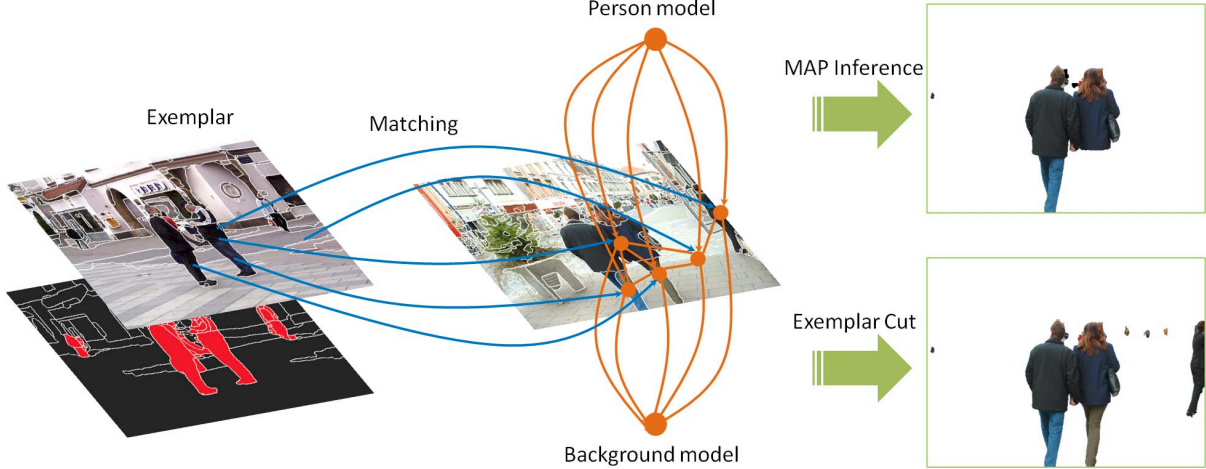 Person model
MAP Inference
Exemplar
Matching
Exemplar Cut
Background model